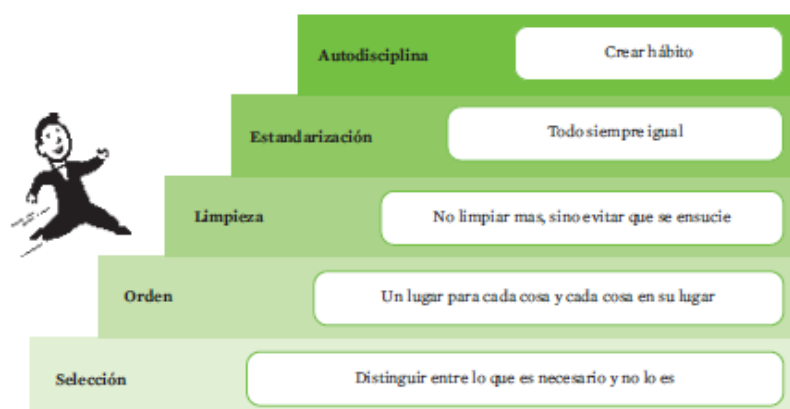 Autodisciplina
Crear hábito
Estandarización
Todo siempre igual
Limpieza
No limpiar mas, sino evitar que se ensucie
Orden
Un lugar para cada cosa y cada cosa en su lugar
Selección
Distinguir entre lo que es necesario y no lo es